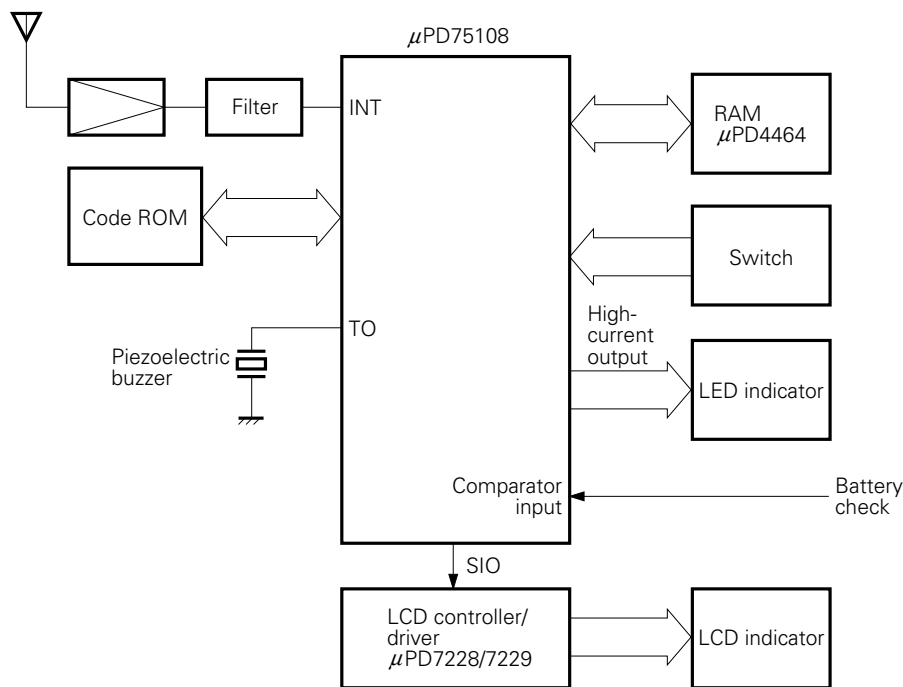 μPD75108
Filter
INT
RAM
μPD4464
Code ROM
Switch
TO
High-
current
output
Piezoelectric
buzzer
LED indicator
Comparator
input
Battery
check
SIO
LCD controller/
driver
μPD7228/7229
LCD indicator